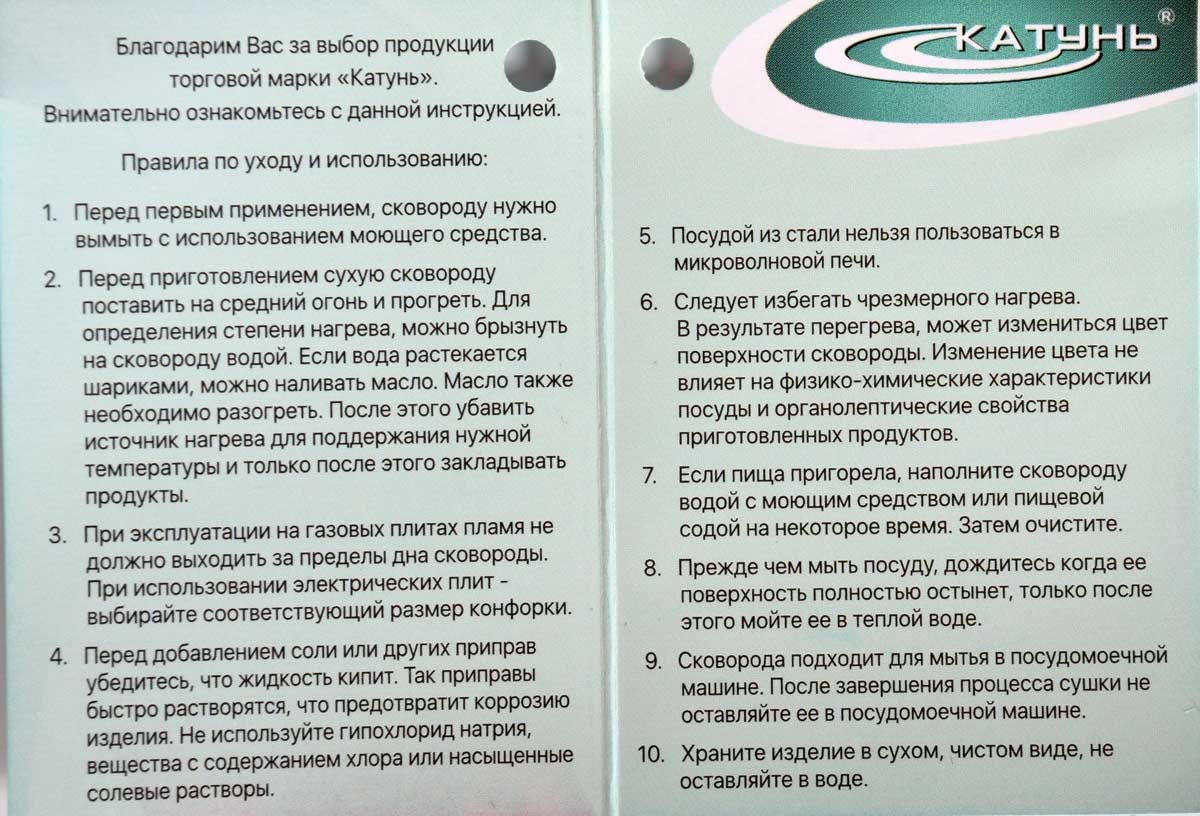 Благодарим Вас за выбор продукции
торговой марки «Катунь».
Внимательно ознакомьтесь с данной инструкцией.
Правила по уходу и использованию:
1. Перед первым применением, сковороду нужно
вымыть с использованием моющего средства.
2. Перед приготовлением сухую сковороду
поставить на средний огонь и прогреть. Для
определения степени нагрева, можно брызнуть
на сковороду водой. Если вода растекается
шариками, можно наливать масло. Масло также
необходимо разогреть. После этого убавить
источник нагрева для поддержания нужной
температуры и только после этого закладывать
продукты.
3. При эксплуатации на газовых плитах пламя не
должно выходить за пределы дна сковороды.
При использовании электрических плит -
выбирайте соответствующий размер конфорки.
4. Перед добавлением соли или других приправ
убедитесь, что жидкость кипит. Так приправы
быстро растворятся, что предотвратит коррозию
изделия. Не используйте гипохлорид натрия,
вещества с содержанием хлора или насыщенные
солевые растворы.
КАТУНЬ®
5. Посудой из стали нельзя пользоваться в
микроволновой печи.
6. Следует избегать чрезмерного нагрева.
В результате перегрева, может измениться цвет
поверхности сковороды. Изменение цвета не
влияет на физико-химические характеристики
посуды и органолептические свойства
приготовленных продуктов.
7. Если пища пригорела, наполните сковороду
водой с моющим средством или пищевой
содой на некоторое время. Затем очистите.
8. Прежде чем мыть посуду, дождитесь когда ее
поверхность полностью остынет, только после
этого мойте ее в теплой воде.
9. Сковорода подходит для мытья в посудомоечной
машине. После завершения процесса сушки не
оставляйте ее в посудомоечной машине.
10. Храните изделие в сухом, чистом виде, не
оставляйте в воде.